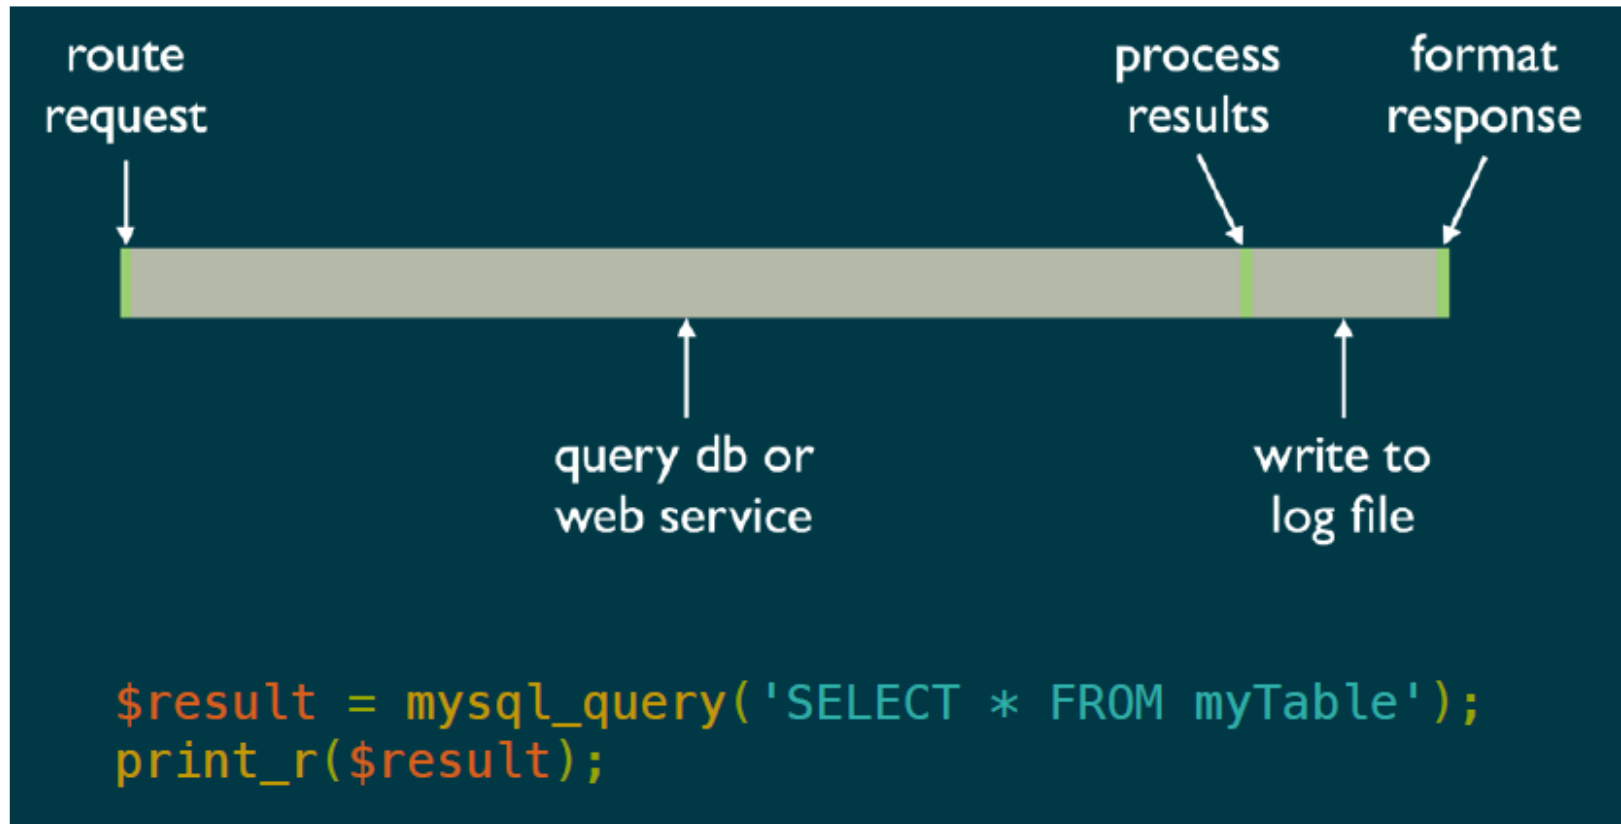 route
request
process
results
format
response
query db or
web service
write to
log file
$result = mysql_query('SELECT * FROM myTable');
print_r($result);